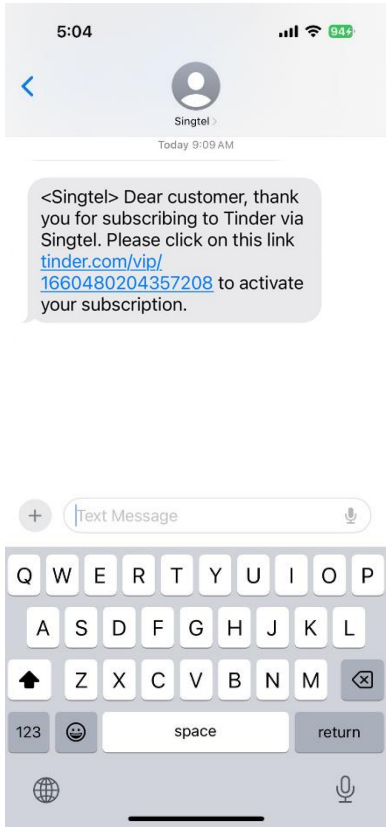 5:04
94
Singtel
Today 9:09 AM
<Singtel> Dear customer, thank
you for subscribing to Tinder via
Singtel. Please click on this link
tinder.com/vip/
1660480204357208 to activate
your subscription.
Text Message
Q W E R T Y U I O P
A S D F G H J K L
Z X C V B N M
123 space return